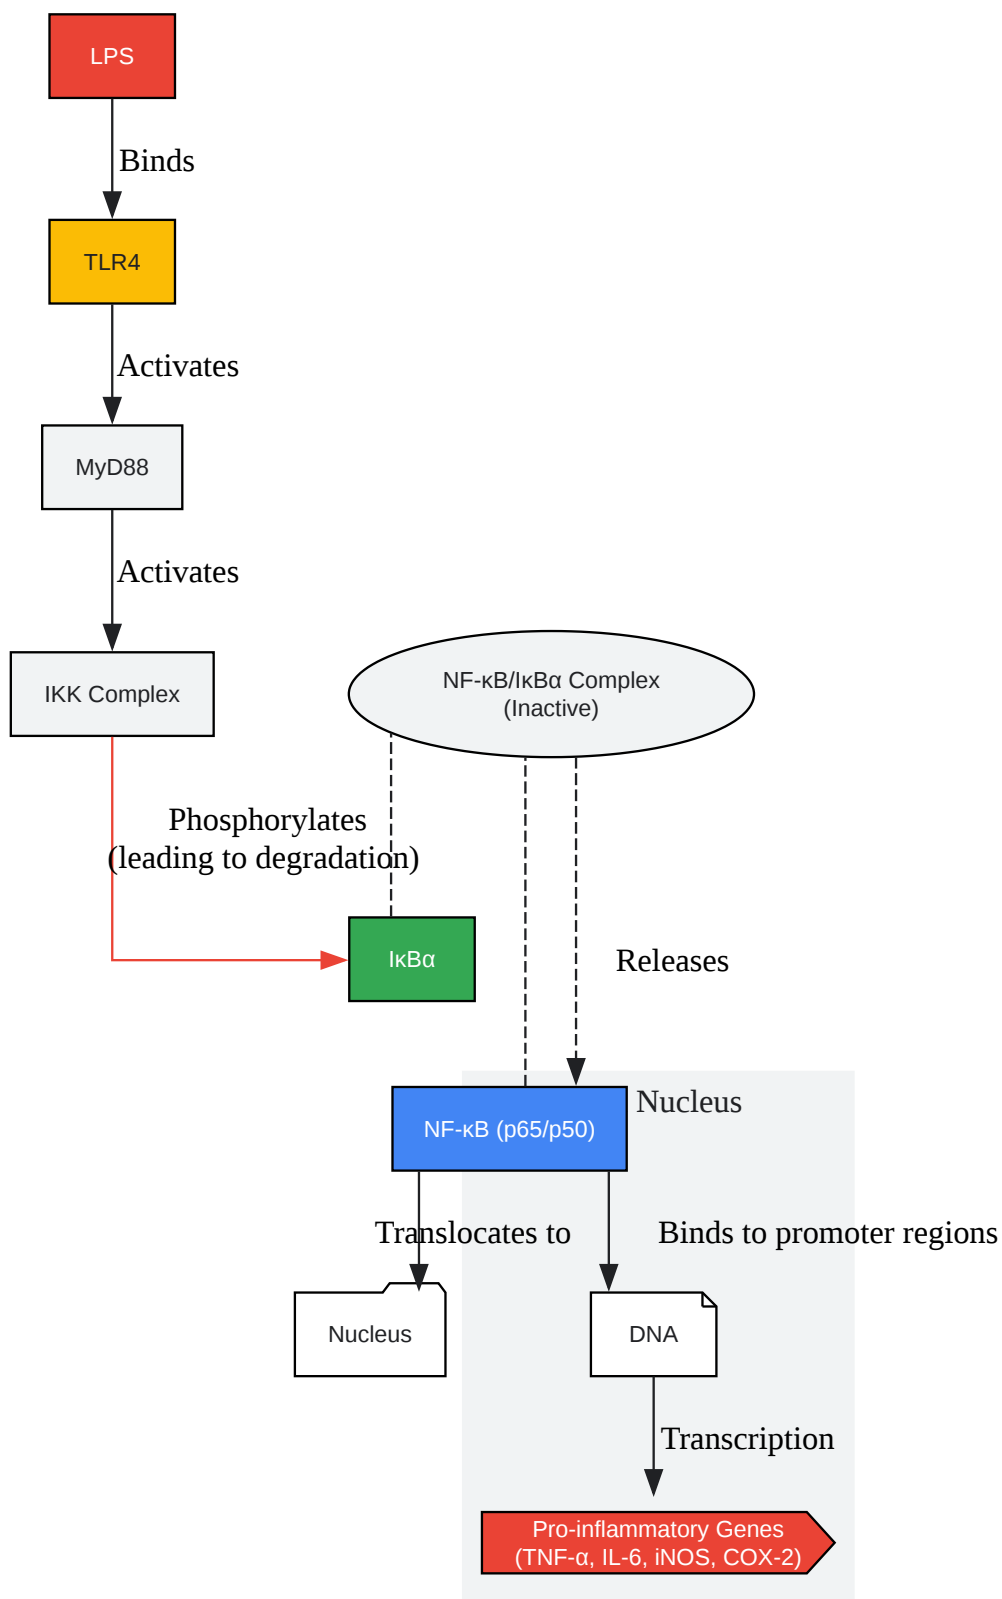 LPS
Binds
TLR4
Activates
MyD88
Activates
IKK Complex
NF-κB/IκBα Complex
(Inactive)
Phosphorylates
(leading to degradation)
IκBα
Releases
Nucleus
NF-κB (p65/p50)
Translocates to
Binds to promoter regions
Nucleus
DNA
Transcription
Pro-inflammatory Genes
(TNF-α, IL-6, iNOS, COX-2)